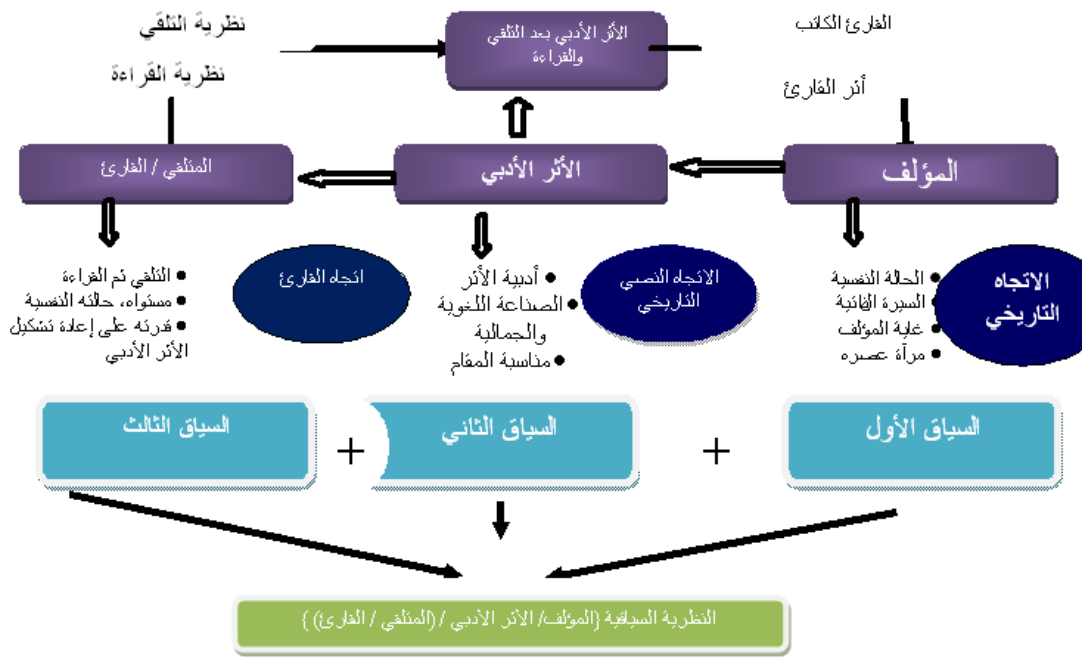 القارئ الكاتب
الأثر الأدبي بعد التلقي
والقراءة
نظرية التلقي
نظرية القراءة
أثر القارئ
المؤلف
الأثر الأدبي
المتلقي / القارئ
الاتجاه
التاريخي
● الحالة النفسية
● السيرة الذاتية
● غاية المؤلف
● مرآة عصره
الاتجاه النصي
التاريخي
● أدبية الأثر
● الصناعة اللغوية
والجمالية
● مناسبة المقام
اتجاه القارئ
● التلقي ثم القراءة
● مستواه، حالته النفسية
● قدرته على إعادة تشكيل
الأثر الأدبي
السياق الأول
+
السياق الثاني
+
السياق الثالث
النظرية السياقية {المؤلف/ الأثر الأدبي / (المتلقي / القارئ) }